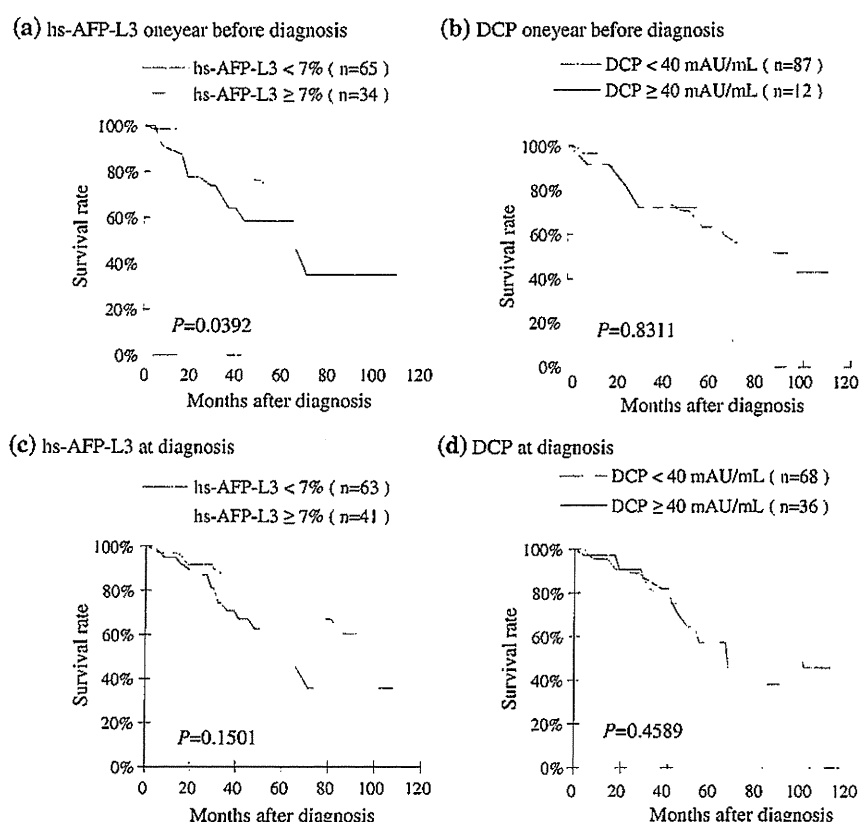 (a) hs-AFP-L3 oneyear before diagnosis
hs-AFP-L3 < 7% ( n=65)
hs-AFP-L3 ≥ 7% ( n=34)
100%
80%
60%
40%
20%
0%
Survival rate
P=0.0392
0 20 40 60 80 100 120
Months after diagnosis
(b) DCP oneyear before diagnosis
DCP < 40 mAU/mL ( n=87)
DCP ≥ 40 mAU/mL ( n=12)
100%
80%
60%
40%
20%
0%
Survival rate
P=0.8311
0 20 40 60 80 100 120
Months after diagnosis
(c) hs-AFP-L3 at diagnosis
hs-AFP-L3 < 7% ( n=63)
hs-AFP-L3 ≥ 7% ( n=41)
100%
80%
60%
40%
20%
0%
Survival rate
P=0.1501
0 20 40 60 80 100 120
Months after diagnosis
(d) DCP at diagnosis
DCP < 40 mAU/mL ( n=68)
DCP ≥ 40 mAU/mL ( n=36)
100%
80%
60%
40%
20%
0%
Survival rate
P=0.4589
0 20 40 60 80 100 120
Months after diagnosis